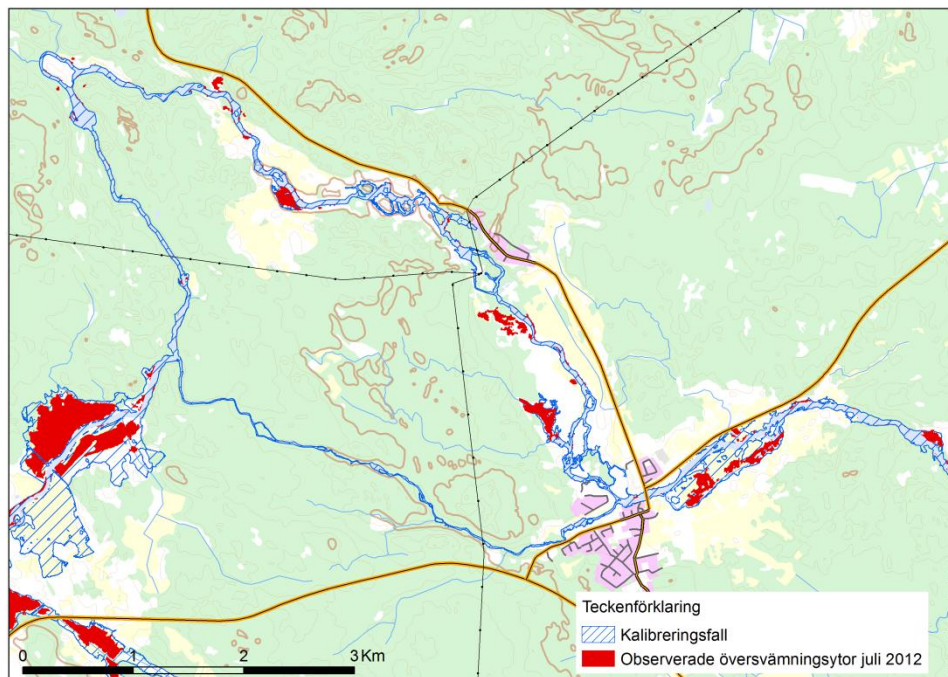 Teckenförklaring
Kalibreringsfall
Observerade översvämningsytor juli 2012
0 1 2 3 Km